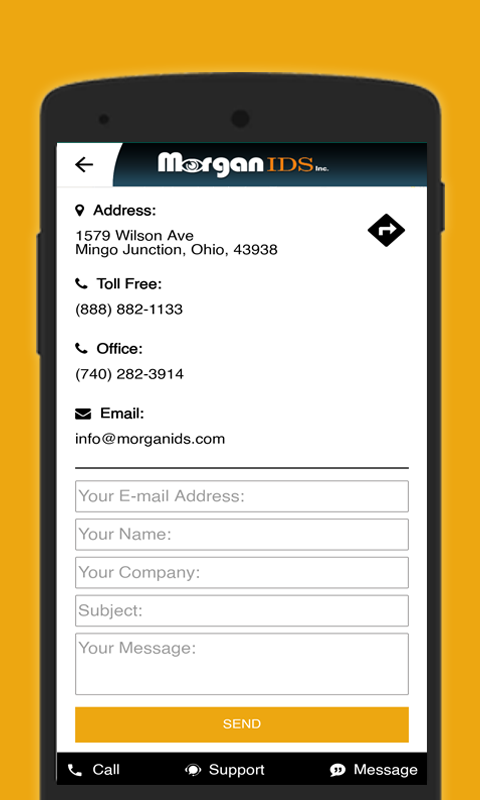 Morgan IDS Inc.
Address:
1579 Wilson Ave
Mingo Junction, Ohio, 43938
Toll Free:
(888) 882-1133
Office:
(740) 282-3914
Email:
info@morganids.com
Your E-mail Address:
Your Name:
Your Company:
Subject:
Your Message:
SEND
Call Support Message